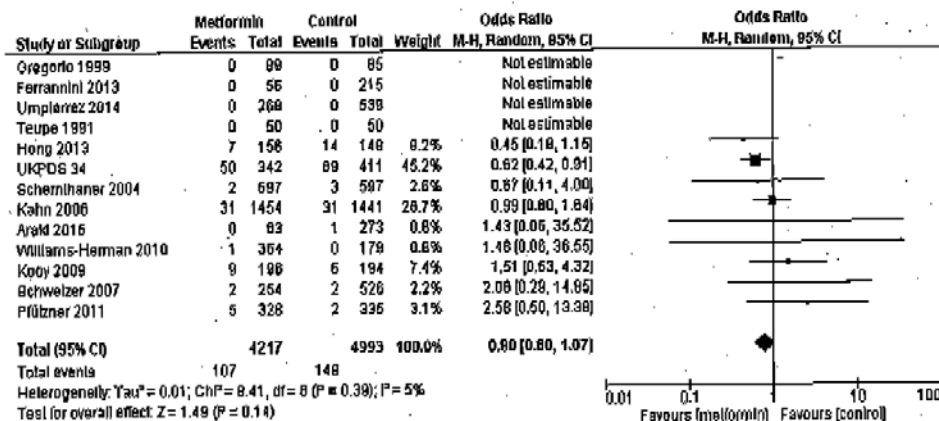 Metformin Control Odds Ratio Odds Ratio
Study or Subgroup Events Total Events Total Weight M-H, Random, 95% CI M-H, Random, 95% CI
Gregorio 1999 0 89 0 85 Not estimable
Ferrannini 2013 0 56 0 215 Not estimable
Umpierrez 2014 0 268 0 539 Not estimable
Teupe 1991 0 50 0 50 Not estimable
Hong 2013 7 156 14 148 8.2% 0.45 [0.18, 1.15]
UKPDS 34 50 342 89 411 45.2% 0.62 [0.42, 0.91]
Schernthaner 2004 2 597 3 597 2.6% 0.67 [0.11, 4.00]
Kahn 2006 31 1454 31 1441 26.7% 0.99 [0.60, 1.64]
Araki 2015 0 63 1 273 0.8% 1.43 [0.06, 35.52]
Williams-Herman 2010 1 364 0 179 0.8% 1.48 [0.06, 36.55]
Kooy 2009 9 196 6 194 7.4% 1.51 [0.53, 4.32]
Schweizer 2007 2 254 2 526 2.2% 2.08 [0.29, 14.85]
Pfützner 2011 5 328 2 335 3.1% 2.58 [0.50, 13.38]
Total (95% CI) 4217 4993 100.0% 0.80 [0.60, 1.07]
Total events 107 148
Heterogeneity: Tau² = 0.01; Chi² = 8.41, df = 8 (P = 0.39); I² = 5%
Test for overall effect: Z = 1.49 (P = 0.14)
0.01 0.1 1 10 100
Favours [metformin] Favours [control]